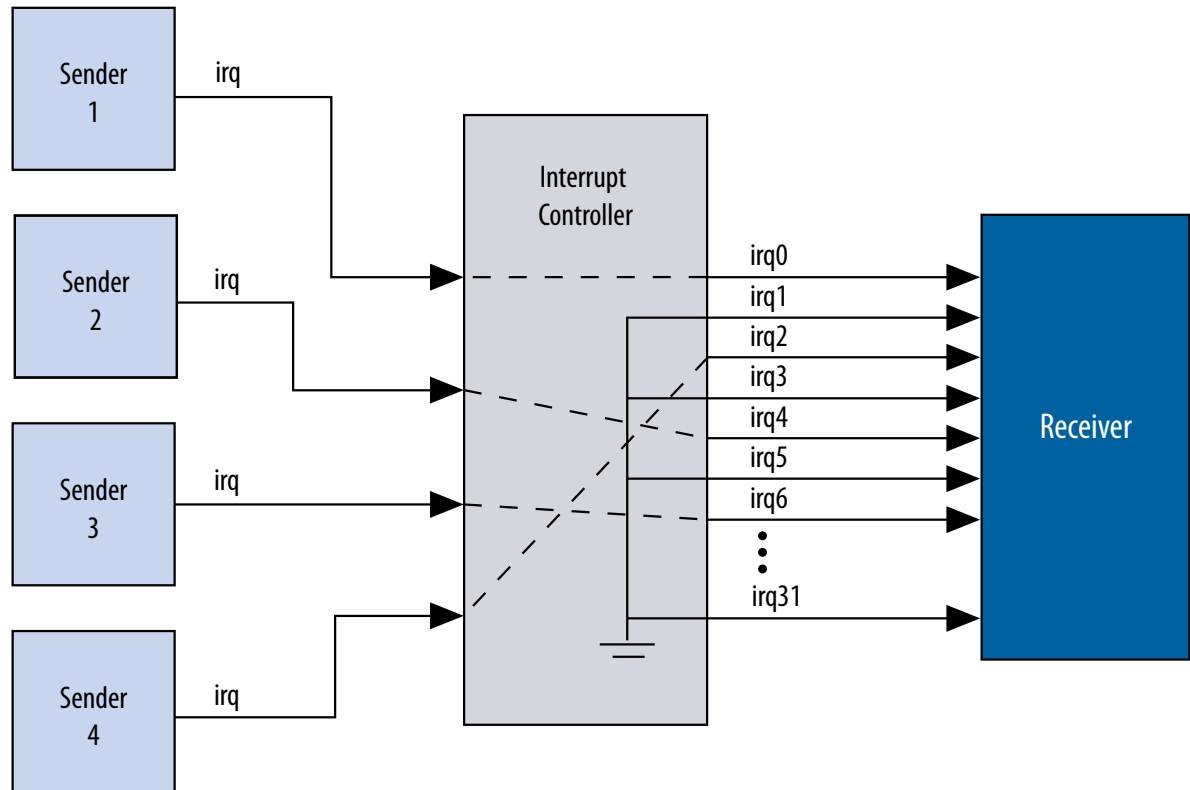 Sender
1
irq
Sender
2
irq
Sender
3
irq
Sender
4
irq
Interrupt
Controller
irq0
irq1
irq2
irq3
irq4
irq5
irq6
irq31
Receiver